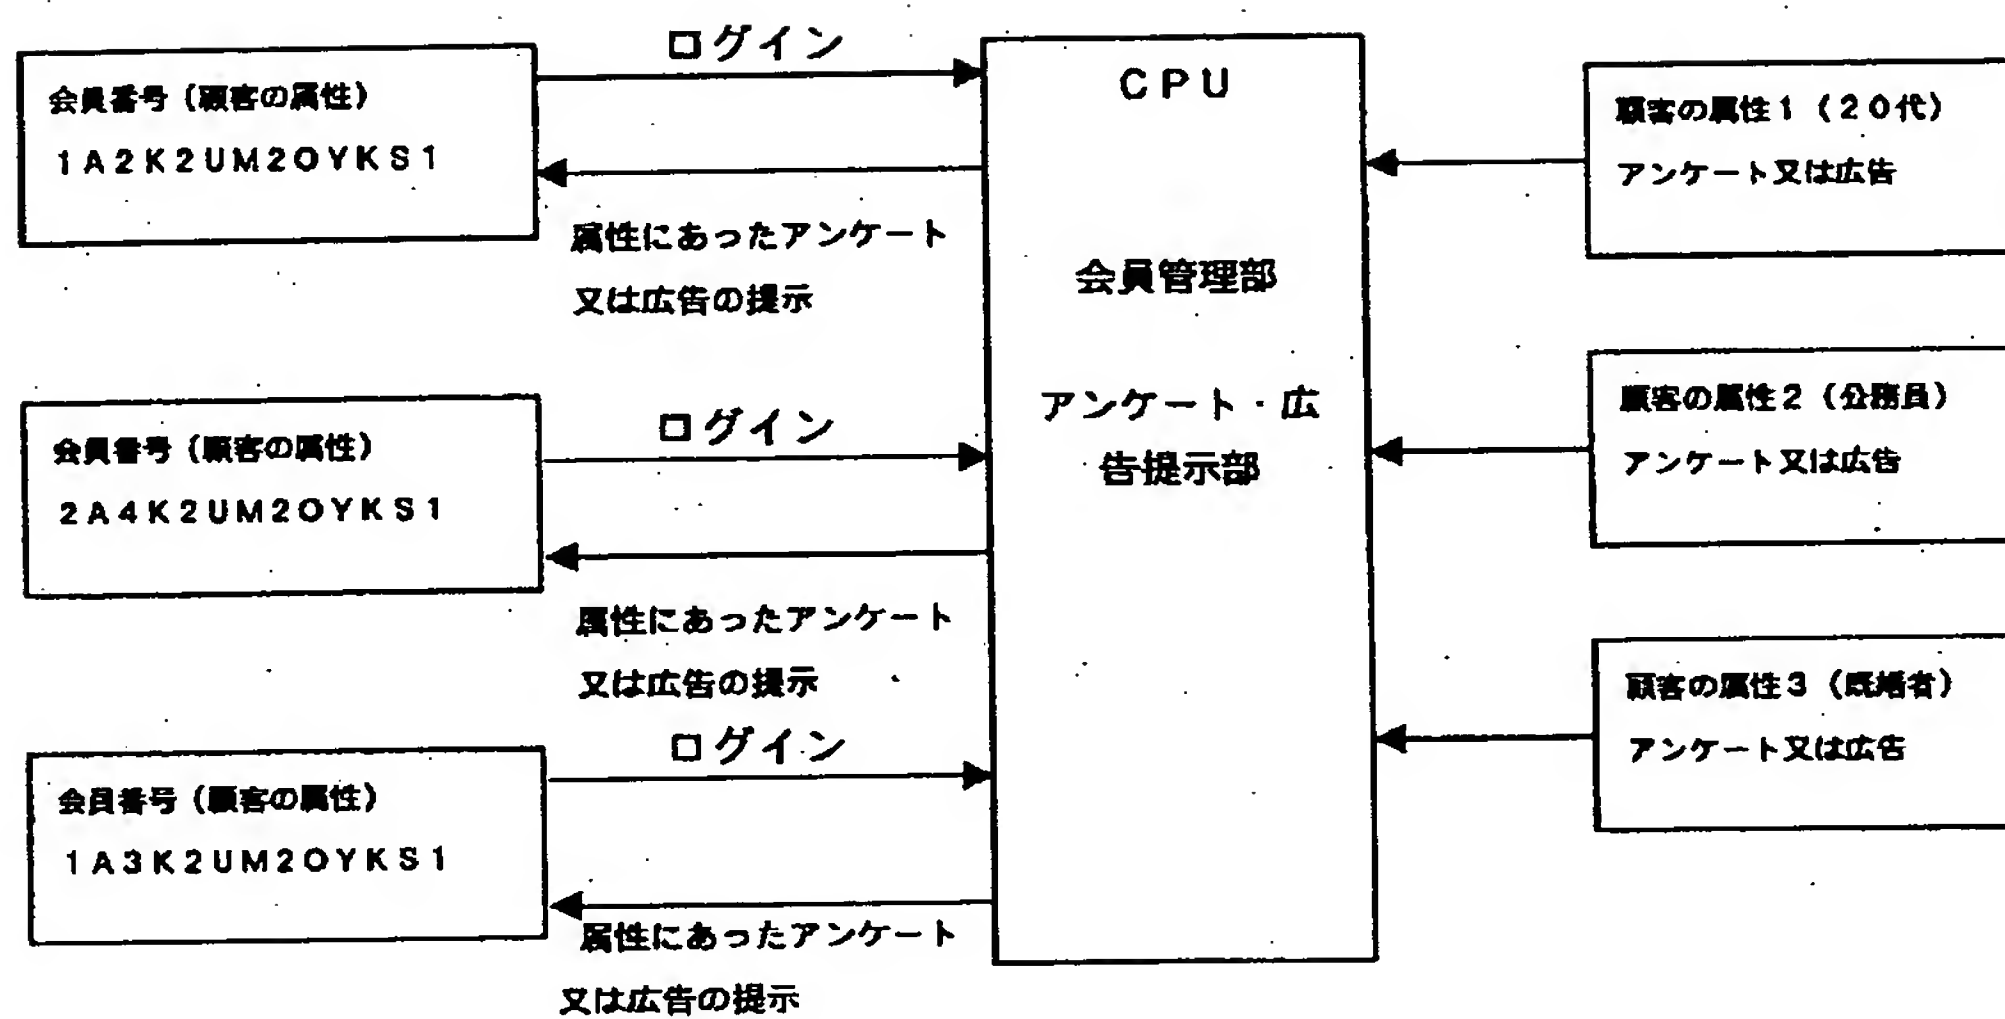 会員番号（顧客の属性）
１Ａ２Ｋ２ＵＭ２ＯＹＫＳ１
ログイン
属性にあったアンケート
又は広告の提示
会員番号（顧客の属性）
２Ａ４Ｋ２ＵＭ２ＯＹＫＳ１
ログイン
属性にあったアンケート
又は広告の提示
会員番号（顧客の属性）
１Ａ３Ｋ２ＵＭ２ＯＹＫＳ１
ログイン
属性にあったアンケート
又は広告の提示
ＣＰＵ
会員管理部
アンケート・広
告提示部
顧客の属性１（２０代）
アンケート又は広告
顧客の属性２（公務員）
アンケート又は広告
顧客の属性３（既婚者）
アンケート又は広告